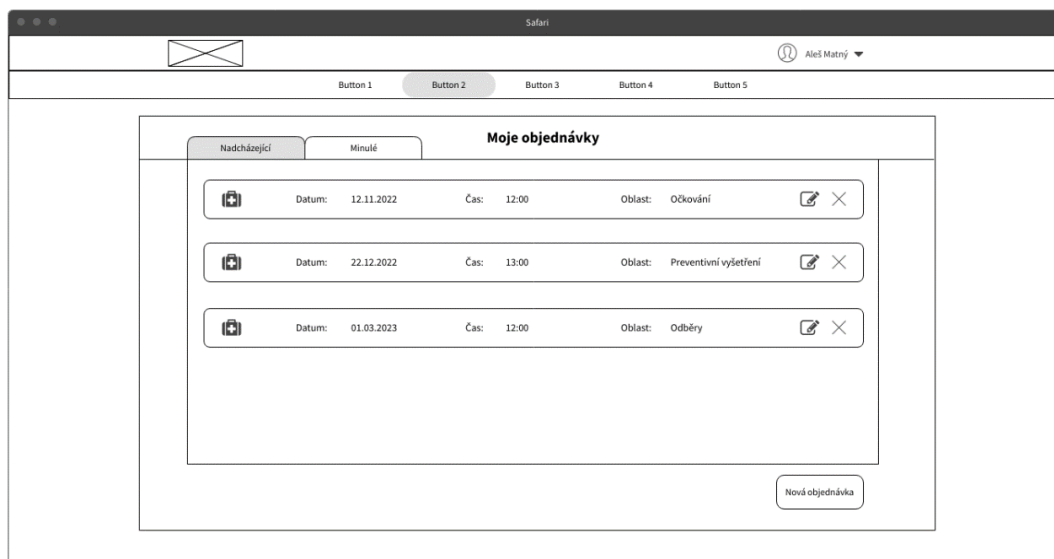 Safari
Aleš Matný
Button 1 Button 2 Button 3 Button 4 Button 5
Moje objednávky
Nadcházející Minulé
Datum: 12.11.2022 Čas: 12:00 Oblast: Očkování
Datum: 22.12.2022 Čas: 13:00 Oblast: Preventivní vyšetření
Datum: 01.03.2023 Čas: 12:00 Oblast: Odběry
Nová objednávka